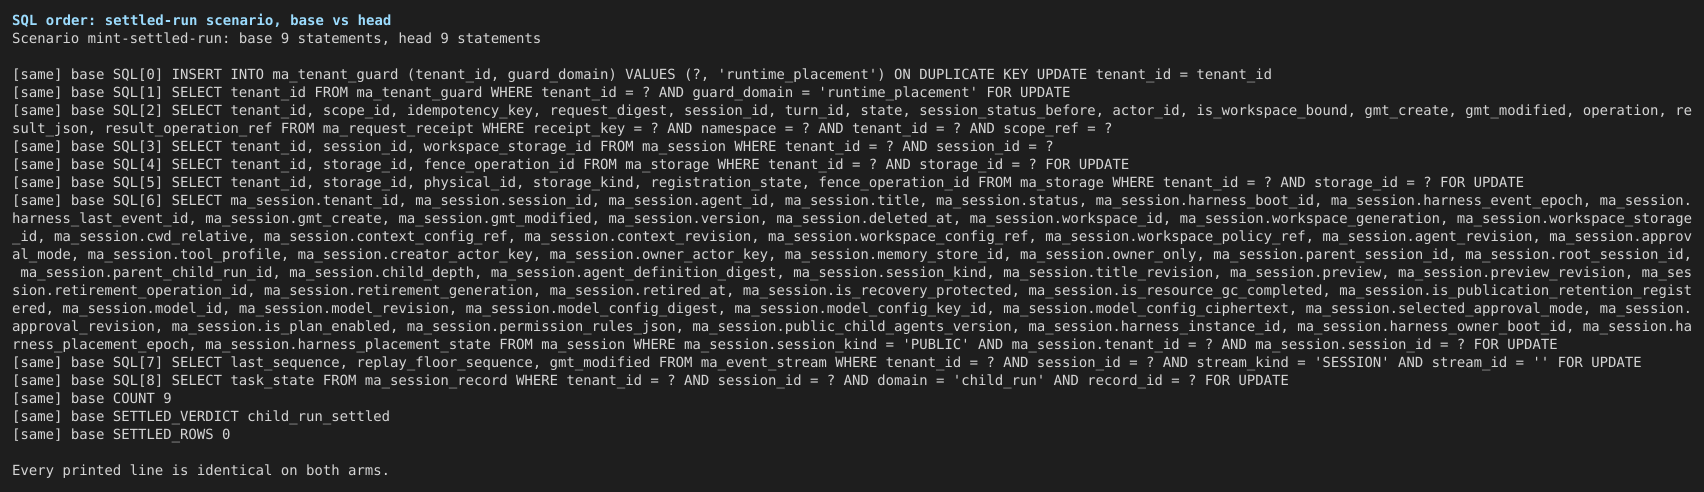 SQL order: settled-run scenario, base vs head
Scenario mint-settled-run: base 9 statements, head 9 statements
[same] base SQL[0] INSERT INTO ma_tenant_guard (tenant_id, guard_domain) VALUES (?, 'runtime_placement') ON DUPLICATE KEY UPDATE tenant_id = tenant_id
[same] base SQL[1] SELECT tenant_id FROM ma_tenant_guard WHERE tenant_id = ? AND guard_domain = 'runtime_placement' FOR UPDATE
[same] base SQL[2] SELECT tenant_id, scope_id, idempotency_key, request_digest, session_id, turn_id, state, session_status_before, actor_id, is_workspace_bound, gmt_create, gmt_modified, operation, re
sult_json, result_operation_ref FROM ma_request_receipt WHERE receipt_key = ? AND namespace = ? AND tenant_id = ? AND scope_ref = ?
[same] base SQL[3] SELECT tenant_id, session_id, workspace_storage_id FROM ma_session WHERE tenant_id = ? AND session_id = ?
[same] base SQL[4] SELECT tenant_id, storage_id, fence_operation_id FROM ma_storage WHERE tenant_id = ? AND storage_id = ? FOR UPDATE
[same] base SQL[5] SELECT tenant_id, storage_id, physical_id, storage_kind, registration_state, fence_operation_id FROM ma_storage WHERE tenant_id = ? AND storage_id = ? FOR UPDATE
[same] base SQL[6] SELECT ma_session.tenant_id, ma_session.session_id, ma_session.agent_id, ma_session.title, ma_session.status, ma_session.harness_boot_id, ma_session.harness_event_epoch, ma_session.
harness_last_event_id, ma_session.gmt_create, ma_session.gmt_modified, ma_session.version, ma_session.deleted_at, ma_session.workspace_id, ma_session.workspace_generation, ma_session.workspace_storage
_id, ma_session.cwd_relative, ma_session.context_config_ref, ma_session.context_revision, ma_session.workspace_config_ref, ma_session.workspace_policy_ref, ma_session.agent_revision, ma_session.approv
al_mode, ma_session.tool_profile, ma_session.creator_actor_key, ma_session.owner_actor_key, ma_session.memory_store_id, ma_session.owner_only, ma_session.parent_session_id, ma_session.root_session_id,
 ma_session.parent_child_run_id, ma_session.child_depth, ma_session.agent_definition_digest, ma_session.session_kind, ma_session.title_revision, ma_session.preview, ma_session.preview_revision, ma_ses
sion.retirement_operation_id, ma_session.retirement_generation, ma_session.retired_at, ma_session.is_recovery_protected, ma_session.is_resource_gc_completed, ma_session.is_publication_retention_regist
ered, ma_session.model_id, ma_session.model_revision, ma_session.model_config_digest, ma_session.model_config_key_id, ma_session.model_config_ciphertext, ma_session.selected_approval_mode, ma_session.
approval_revision, ma_session.is_plan_enabled, ma_session.permission_rules_json, ma_session.public_child_agents_version, ma_session.harness_instance_id, ma_session.harness_owner_boot_id, ma_session.ha
rness_placement_epoch, ma_session.harness_placement_state FROM ma_session WHERE ma_session.session_kind = 'PUBLIC' AND ma_session.tenant_id = ? AND ma_session.session_id = ? FOR UPDATE
[same] base SQL[7] SELECT last_sequence, replay_floor_sequence, gmt_modified FROM ma_event_stream WHERE tenant_id = ? AND session_id = ? AND stream_kind = 'SESSION' AND stream_id = '' FOR UPDATE
[same] base SQL[8] SELECT task_state FROM ma_session_record WHERE tenant_id = ? AND session_id = ? AND domain = 'child_run' AND record_id = ? FOR UPDATE
[same] base COUNT 9
[same] base SETTLED_VERDICT child_run_settled
[same] base SETTLED_ROWS 0
Every printed line is identical on both arms.